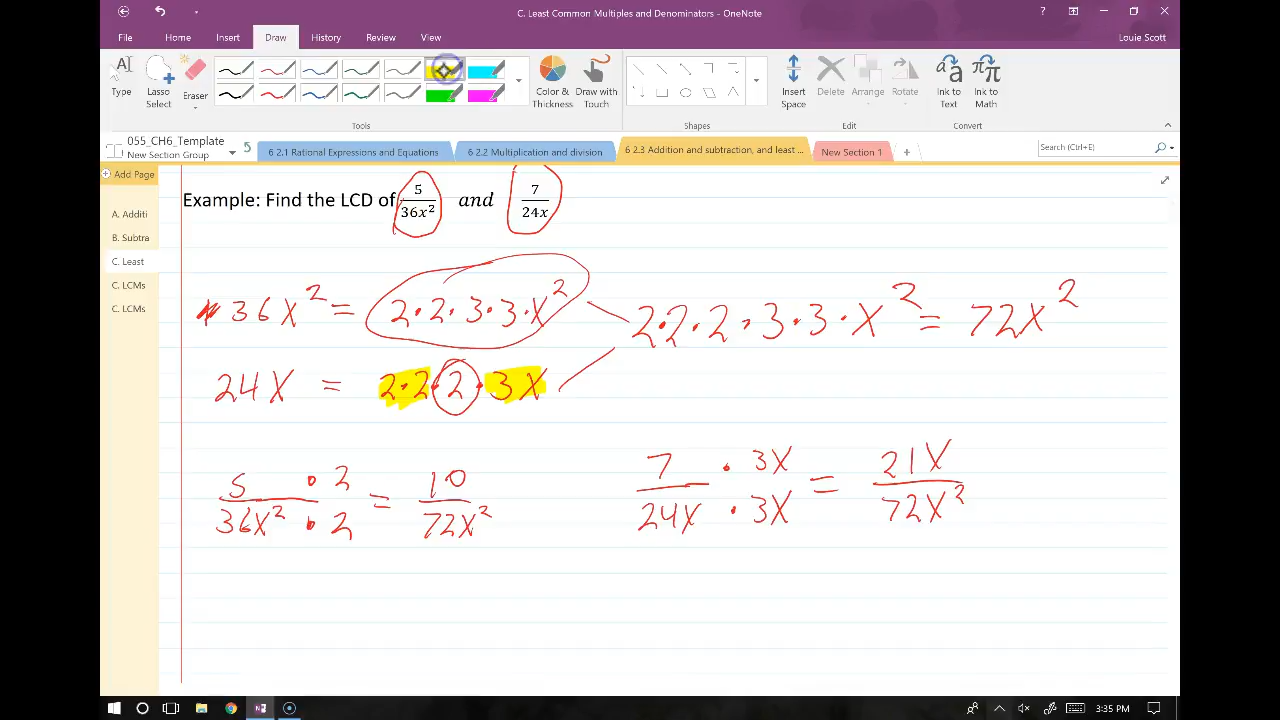 C. Least Common Multiples and Denominators - OneNote
Louie Scott
File Home Insert Draw History Review View
Type Lasso Select Eraser Color & Thickness Draw with Touch Insert Space Delete Arrange Rotate Ink to Text Ink to Math
Tools Shapes Edit Convert
055_CH6_Template
New Section Group
6 2.1 Rational Expressions and Equations 6 2.2 Multiplication and division 6 2.3 Addition and subtraction, and least ... New Section 1 +
Search (Ctrl+E)
Add Page
A. Additi
B. Subtra
C. Least
C. LCMs
C. LCMs
Example: Find the LCD of 5/36x² and 7/24x
36X² = 2·2·3·3·X²
2·2·2·3·3·X² = 72X²
24X = 2·2·2·3X
5/36X² · 2/2 = 10/72X²
7/24X · 3X/3X = 21X/72X²
3:35 PM